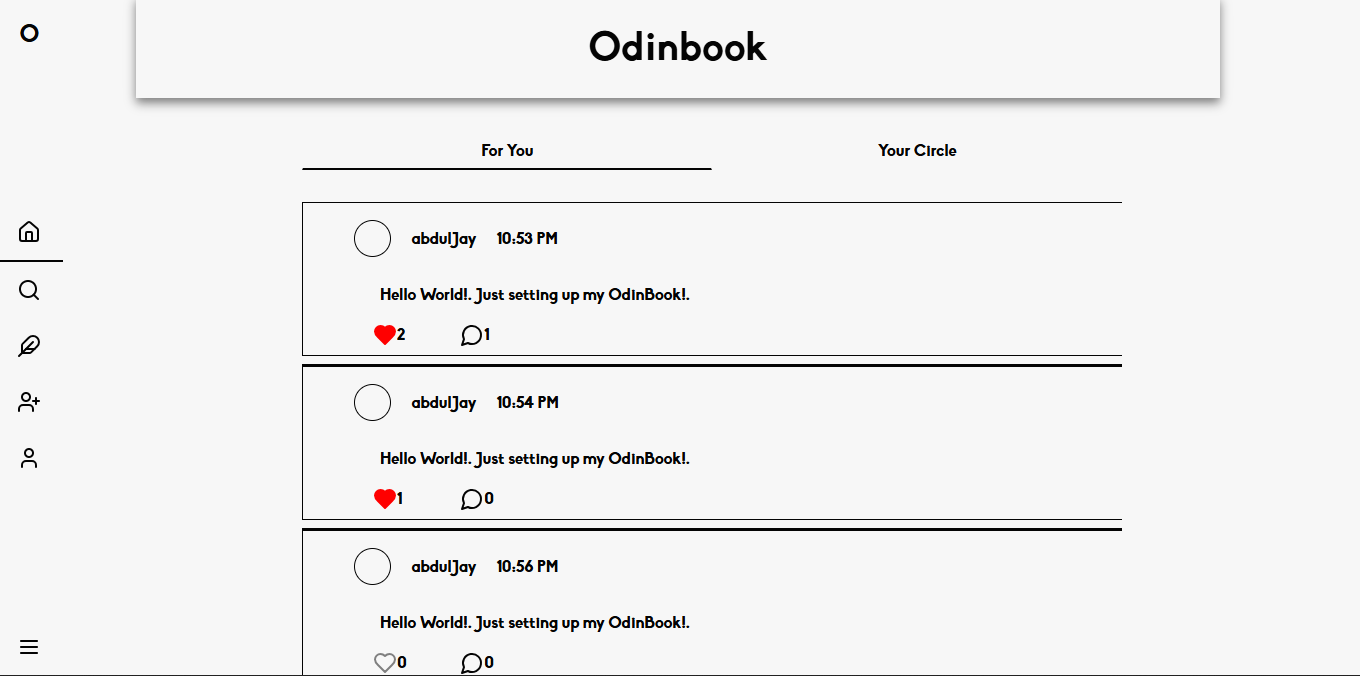 O
Odinbook
For You
Your Circle
abdulJay 10:53 PM
Hello World!. Just setting up my OdinBook!.
2 1
abdulJay 10:54 PM
Hello World!. Just setting up my OdinBook!.
1 0
abdulJay 10:56 PM
Hello World!. Just setting up my OdinBook!.
0 0